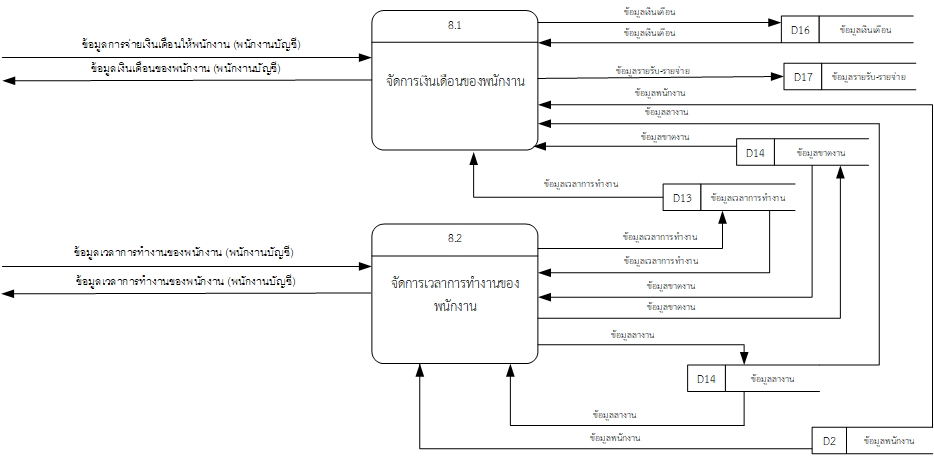 8.1
จัดการเงินเดือนของพนักงาน
ข้อมูลการจ่ายเงินเดือนให้พนักงาน (พนักงานบัญชี)
ข้อมูลเงินเดือนของพนักงาน (พนักงานบัญชี)
ข้อมูลเงินเดือน
ข้อมูลเงินเดือน
D16 ข้อมูลเงินเดือน
ข้อมูลรายรับ-รายจ่าย
D17 ข้อมูลรายรับ-รายจ่าย
ข้อมูลพนักงาน
ข้อมูลลางาน
ข้อมูลขาดงาน
D14 ข้อมูลขาดงาน
ข้อมูลเวลาการทำงาน
D13 ข้อมูลเวลาการทำงาน
8.2
จัดการเวลาการทำงานของ
พนักงาน
ข้อมูลเวลาการทำงานของพนักงาน (พนักงานบัญชี)
ข้อมูลเวลาการทำงานของพนักงาน (พนักงานบัญชี)
ข้อมูลเวลาการทำงาน
ข้อมูลเวลาการทำงาน
ข้อมูลขาดงาน
ข้อมูลขาดงาน
ข้อมูลลางาน
D14 ข้อมูลลางาน
ข้อมูลลางาน
ข้อมูลพนักงาน
D2 ข้อมูลพนักงาน